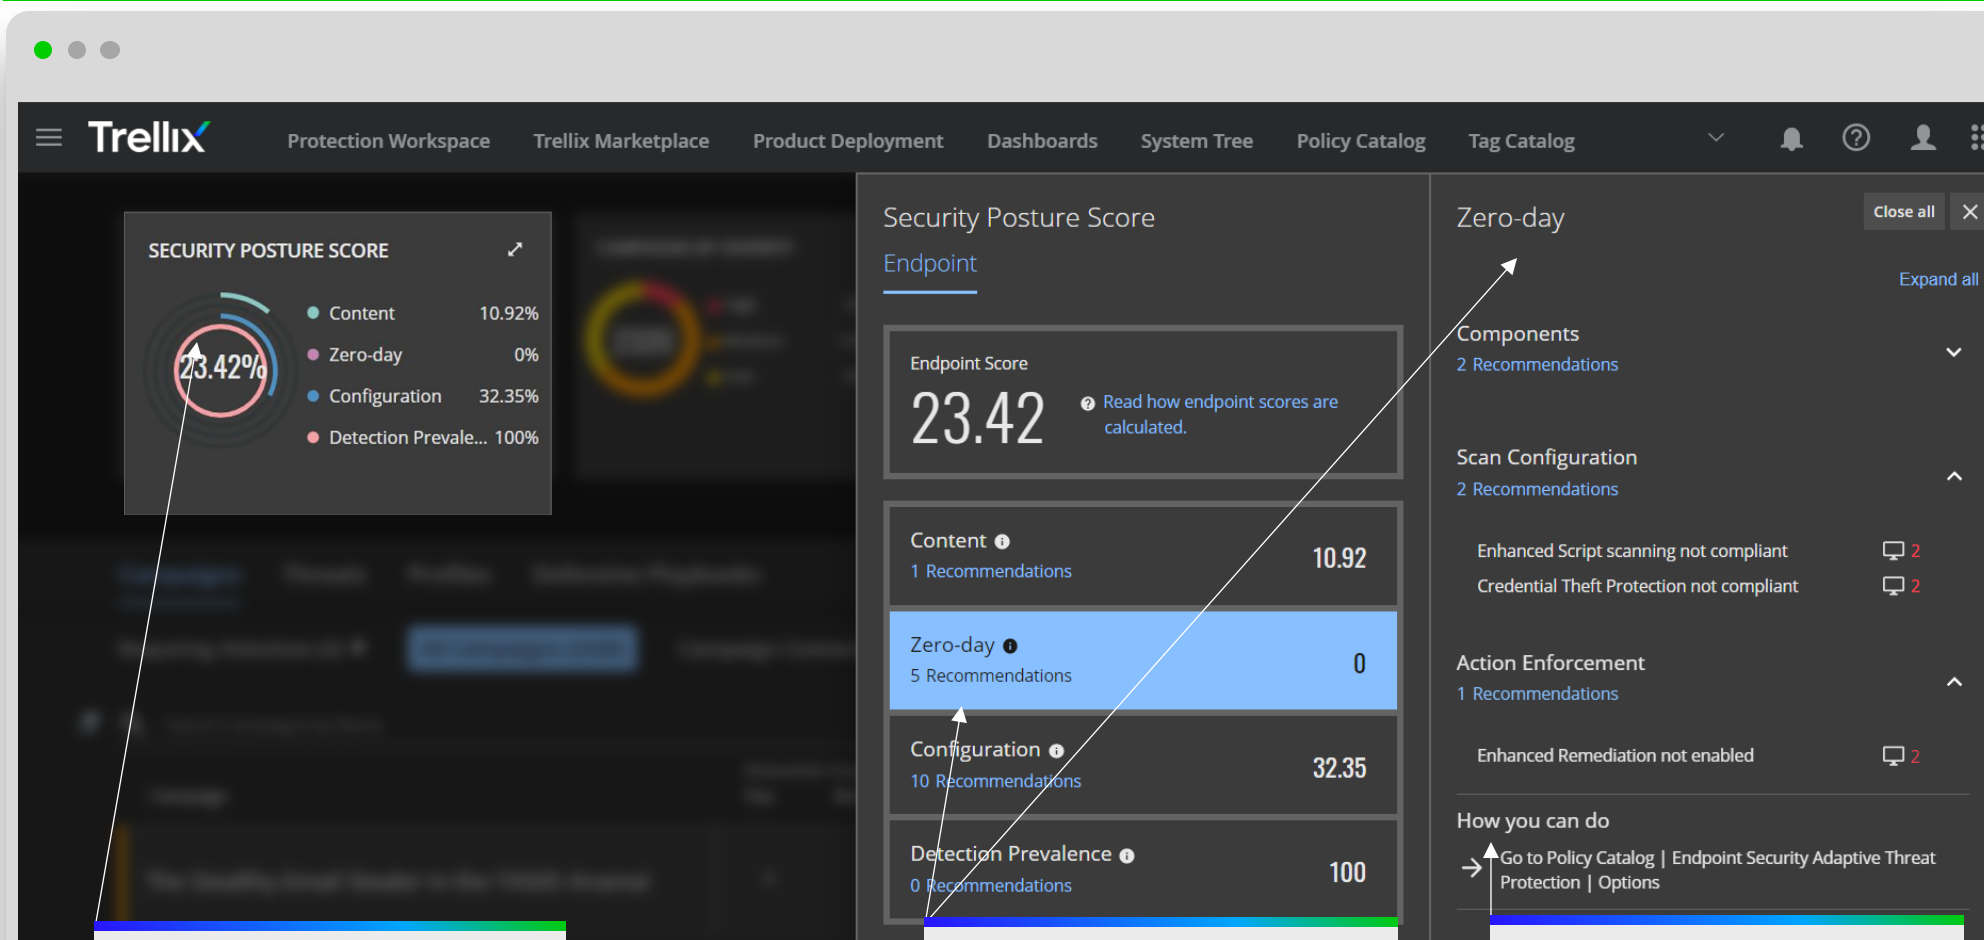 Trellix
Protection Workspace
Trellix Marketplace
Product Deployment
Dashboards
System Tree
Policy Catalog
Tag Catalog
SECURITY POSTURE SCORE
23.42%
Content 10.92%
Zero-day 0%
Configuration 32.35%
Detection Prevale... 100%
Security Posture Score
Endpoint
Endpoint Score
23.42
Read how endpoint scores are
calculated.
Content
1 Recommendations
10.92
Zero-day
5 Recommendations
0
Configuration
10 Recommendations
32.35
Detection Prevalence
0 Recommendations
100
Zero-day
Close all
Expand all
Components
2 Recommendations
Scan Configuration
2 Recommendations
Enhanced Script scanning not compliant 2
Credential Theft Protection not compliant 2
Action Enforcement
1 Recommendations
Enhanced Remediation not enabled 2
How you can do
Go to Policy Catalog | Endpoint Security Adaptive Threat
Protection | Options